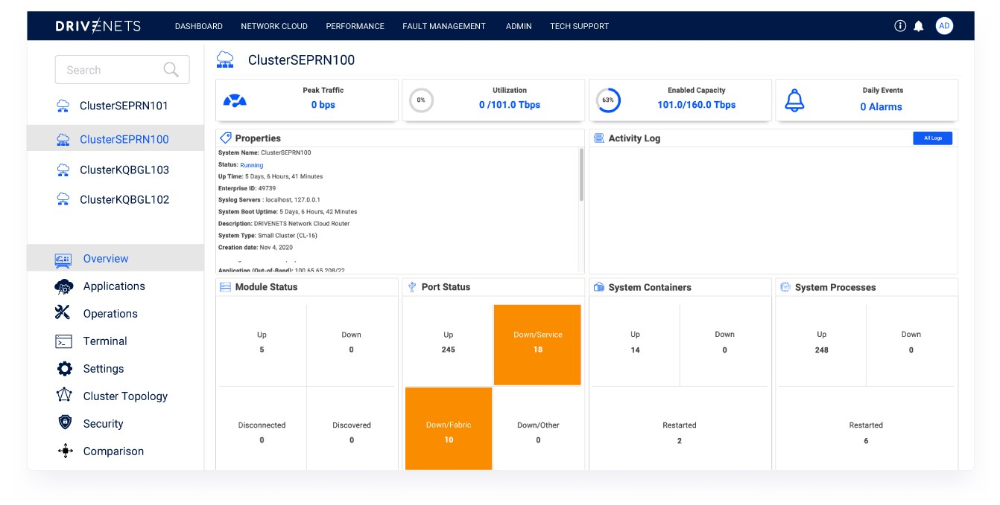 DRIVENETS
DASHBOARD NETWORK CLOUD PERFORMANCE FAULT MANAGEMENT ADMIN TECH SUPPORT
AD
Search
ClusterSEPRN101
ClusterSEPRN100
ClusterKQBGL103
ClusterKQBGL102
Overview
Applications
Operations
Terminal
Settings
Cluster Topology
Security
Comparison
ClusterSEPRN100
Peak Traffic
0 bps
0%
Utilization
0 /101.0 Tbps
63%
Enabled Capacity
101.0/160.0 Tbps
Daily Events
0 Alarms
Properties
System Name: ClusterSEPRN100
Status: Running
Up Time: 5 Days, 6 Hours, 41 Minutes
Enterprise ID: 49739
Syslog Servers : localhost, 127.0.0.1
System Boot Uptime: 5 Days, 6 Hours, 42 Minutes
Description: DRIVENETS Network Cloud Router
System Type: Small Cluster (CL-16)
Creation date: Nov 4, 2020
Application (Out-of-Band): 100.65.65.208/22
Activity Log
All Logs
Module Status
Up
5
Down
0
Disconnected
0
Discovered
0
Port Status
Up
245
Down/Service
18
Down/Fabric
10
Down/Other
0
System Containers
Up
14
Down
0
Restarted
2
System Processes
Up
248
Down
0
Restarted
6